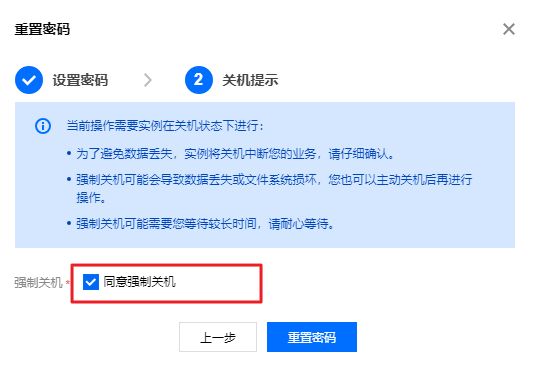 重置密码
设置密码
2 关机提示
当前操作需要实例在关机状态下进行：
• 为了避免数据丢失，实例将关机中断您的业务，请仔细确认。
• 强制关机可能会导致数据丢失或文件系统损坏，您也可以主动关机后再进行
操作。
• 强制关机可能需要您等待较长时间，请耐心等待。
强制关机 * 同意强制关机
上一步 重置密码